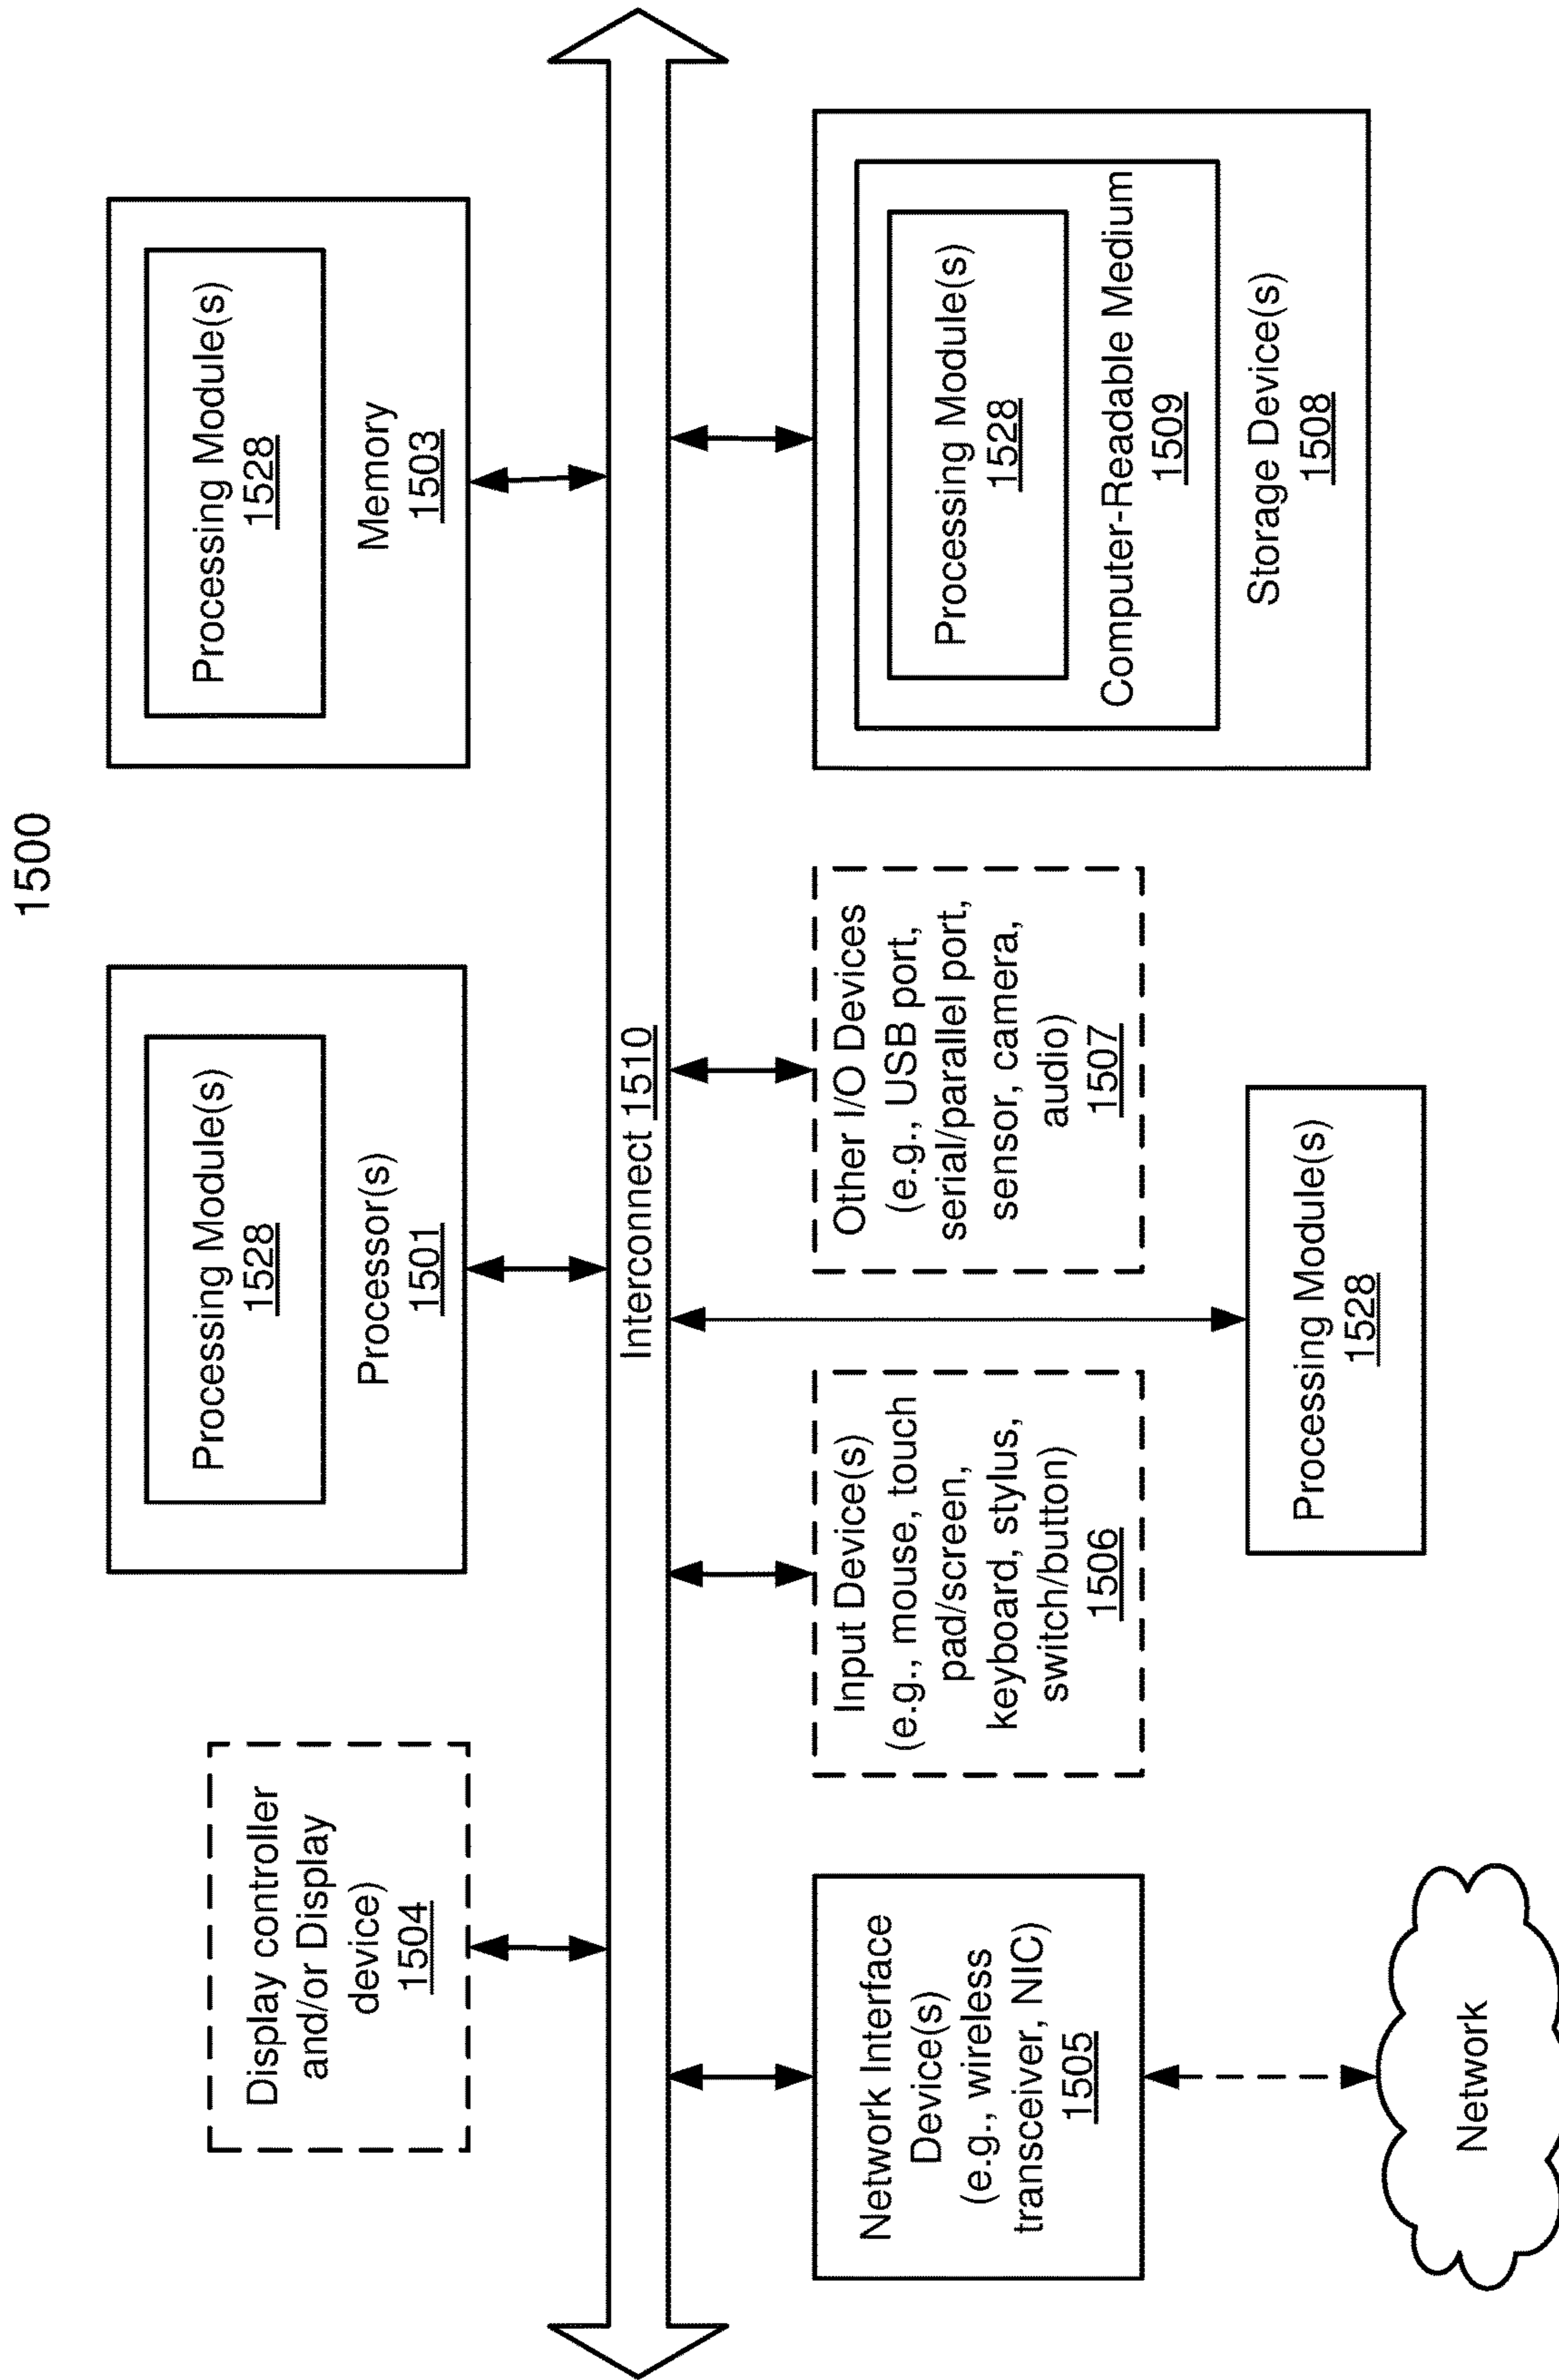 1500
Display controller
and/or Display
device)
1504
Processing Module(s)
1528
Processor(s)
1501
Processing Module(s)
1528
Memory
1503
Interconnect 1510
Network Interface
Device(s)
(e.g., wireless
transceiver, NIC)
1505
Input Device(s)
(e.g., mouse, touch
pad/screen,
keyboard, stylus,
switch/button)
1506
Other I/O Devices
(e.g., USB port,
serial/parallel port,
sensor, camera,
audio)
1507
Processing Module(s)
1528
Computer-Readable Medium
1509
Storage Device(s)
1508
Processing Module(s)
1528
Network